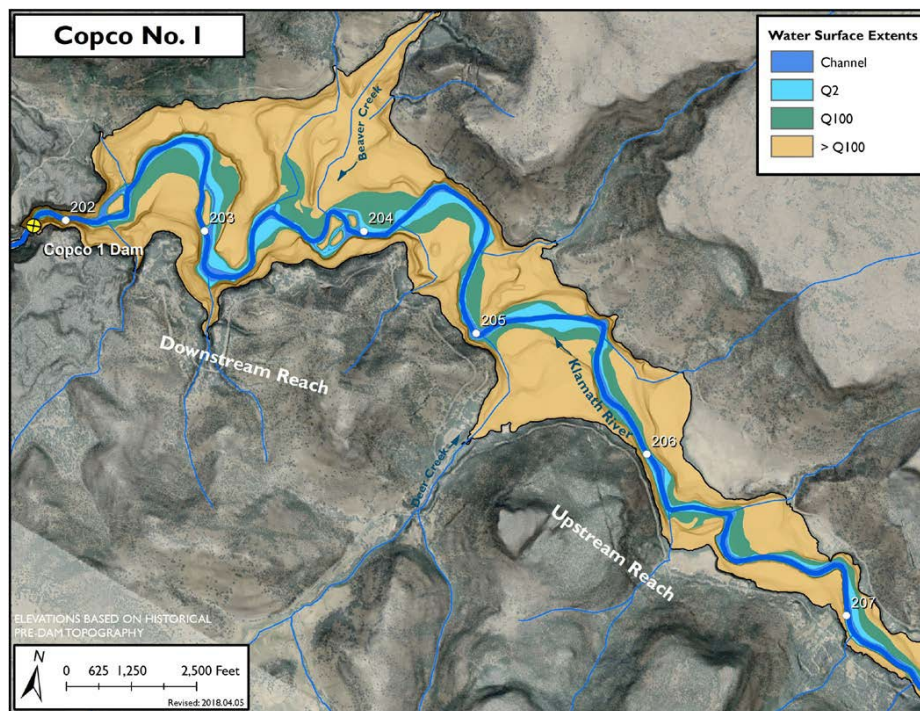 Copco No. 1
Water Surface Extents
Channel
Q2
Q100
> Q100
Beaver Creek
202
203
204
Copco 1 Dam
205
Downstream Reach
Klamath River
206
Deer Creek
Upstream Reach
207
ELEVATIONS BASED ON HISTORICAL
PRE-DAM TOPOGRAPHY
N
0 625 1,250 2,500 Feet
Revised: 2018.04.05